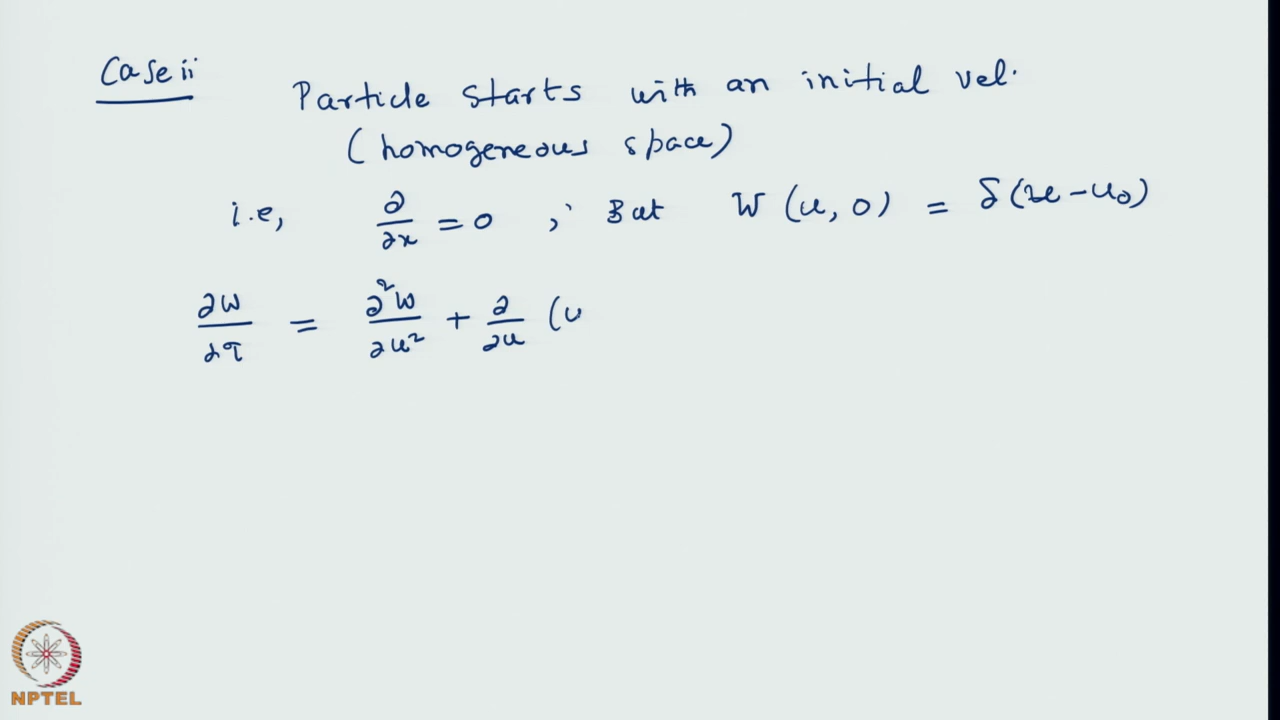 Case ii
Particle starts with an initial vel.
(homogeneous space)
i.e, ∂/∂x = 0 ; But W(u, 0) = δ(u - u₀)
∂W/∂τ = ∂²W/∂u² + ∂/∂u (u
NPTEL